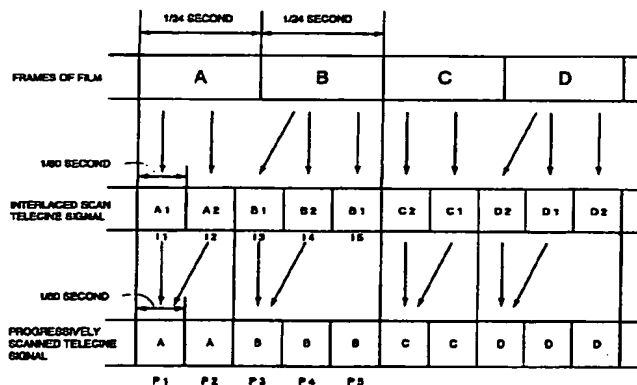 1/24 SECOND 1/24 SECOND
FRAMES OF FILM A B C D
1/60 SECOND
INTERLACED SCAN
TELECINE SIGNAL
A1 A2 B1 B2 B1 C2 C1 D2 D1 D2
I1 I2 I3 I4 I5
1/60 SECOND
PROGRESSIVELY
SCANNED TELECINE
SIGNAL
A A B B B C C D D D
P1 P2 P3 P4 P5